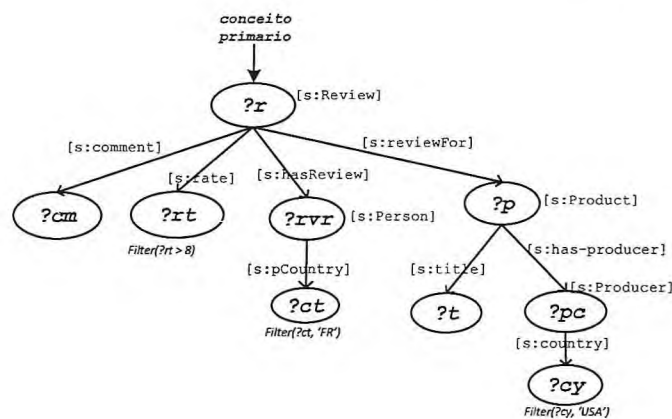 conceito
primario
?r
[s:Review]
[s:comment]
[s:rate]
[s:hasReview]
[s:reviewFor]
?cm
?rt
?rvr
[s:Person]
?p
[s:Product]
Filter(?rt > 8)
[s:pCountry]
[s:title]
[s:has-producer]
[s:Producer]
?ct
?t
?pc
Filter(?ct, 'FR')
[s:country]
?cy
Filter(?cy, 'USA')